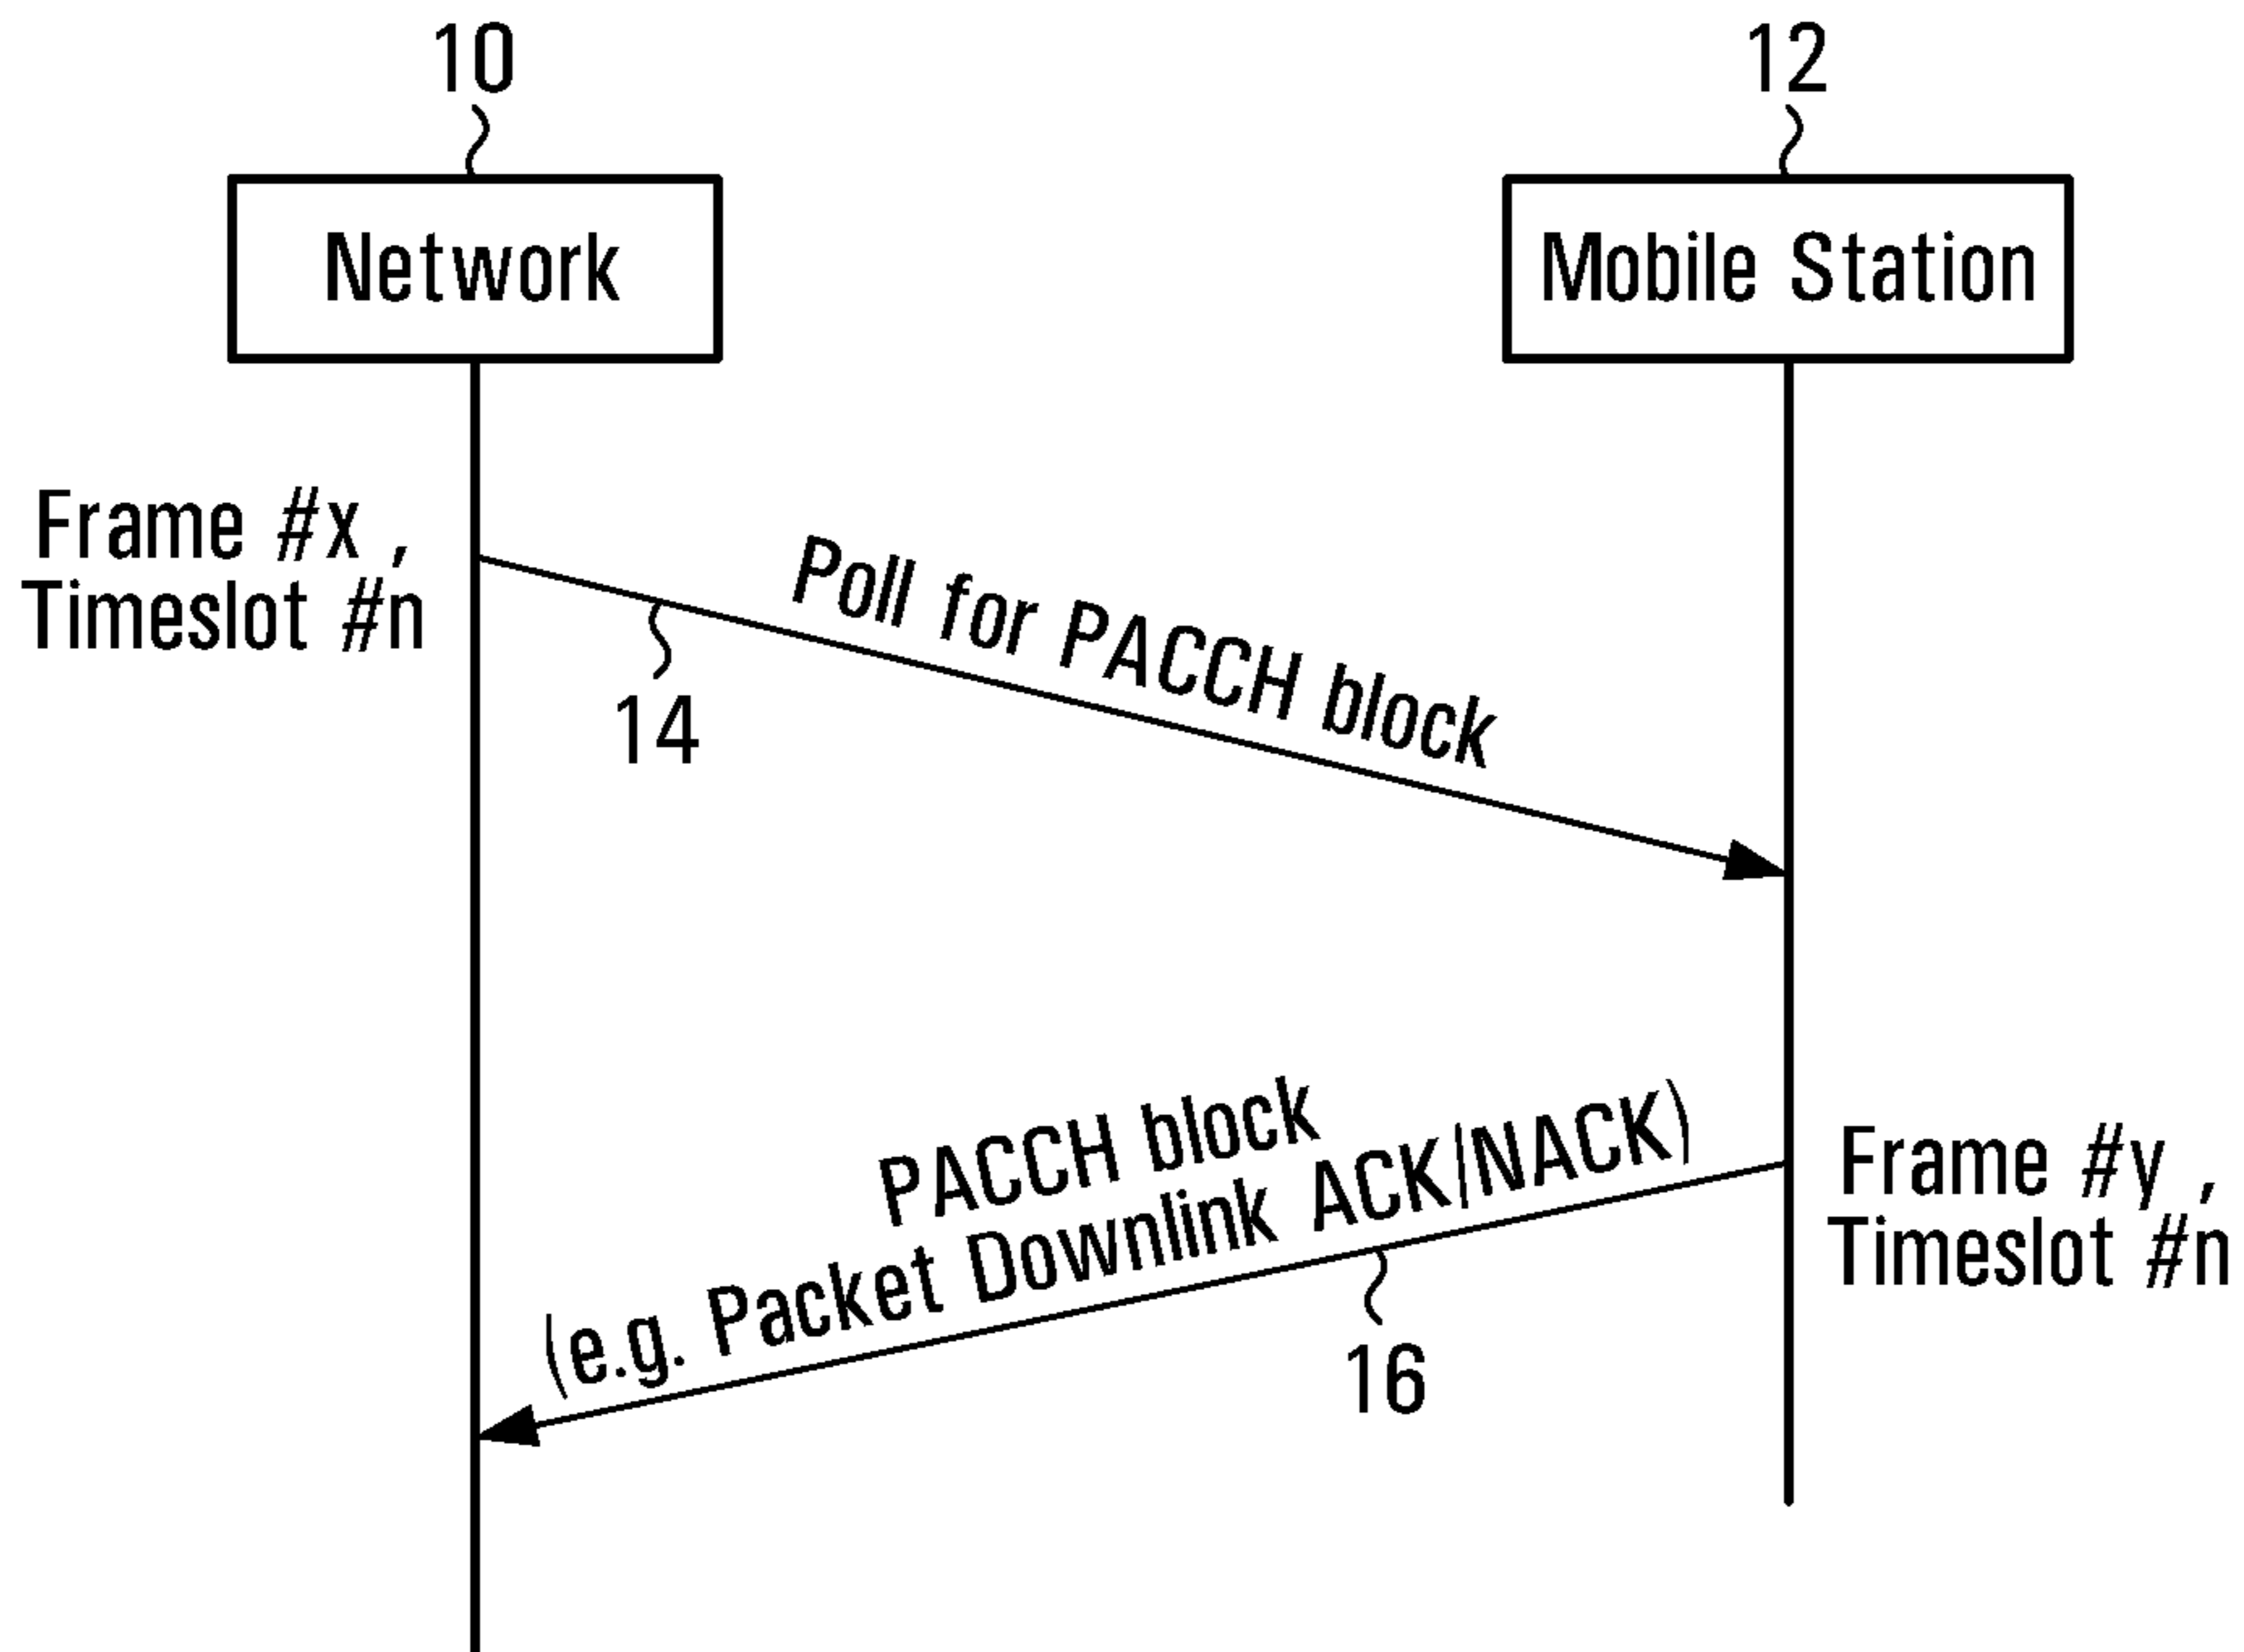 10
12
Network
Mobile Station
Frame #x ,
Timeslot #n
Poll for PACCH block
14
PACCH block
(e.g. Packet Downlink ACK/NACK)
Frame #y ,
Timeslot #n
16